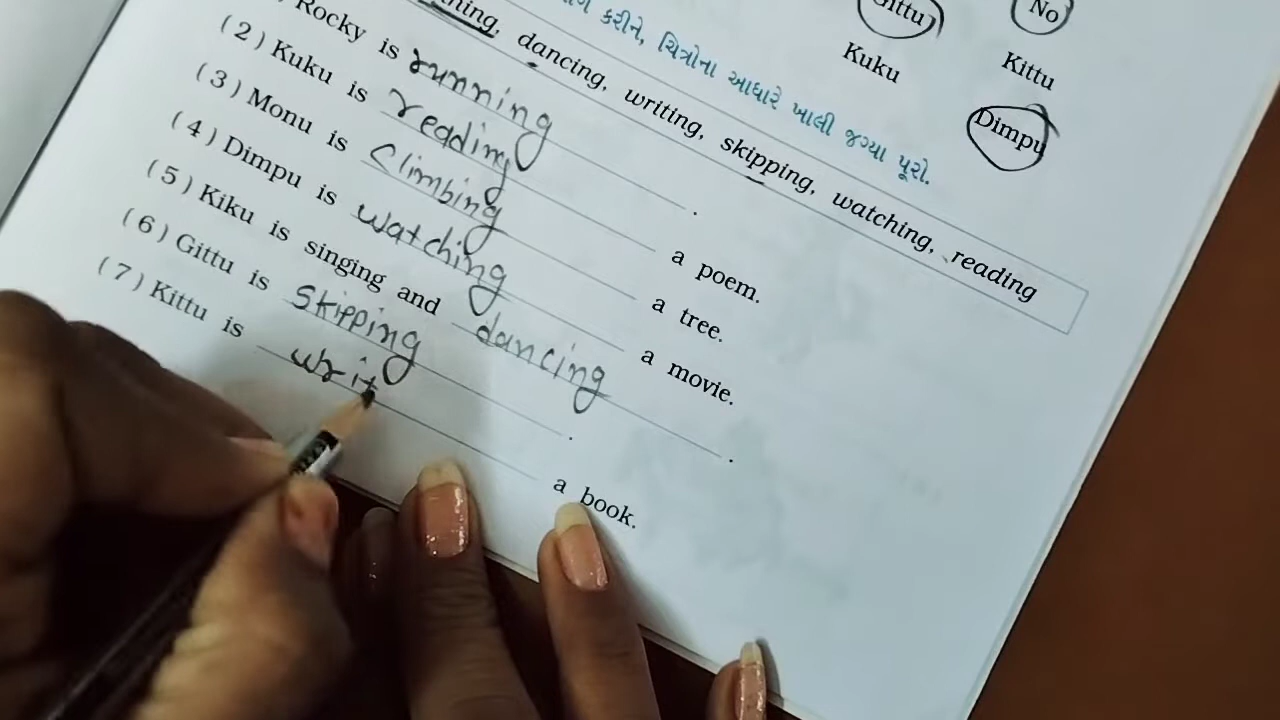 Gittu No
Kuku Kittu
Dimpu
કરીને, ચિત્રોના આધારે ખાલી જગ્યા પૂરો.
dancing, writing, skipping, watching, reading
Rocky is running .
(2) Kuku is reading a poem.
(3) Monu is Climbing a tree.
(4) Dimpu is watching a movie.
(5) Kiku is singing and dancing .
(6) Gittu is Skipping .
(7) Kittu is writ a book.